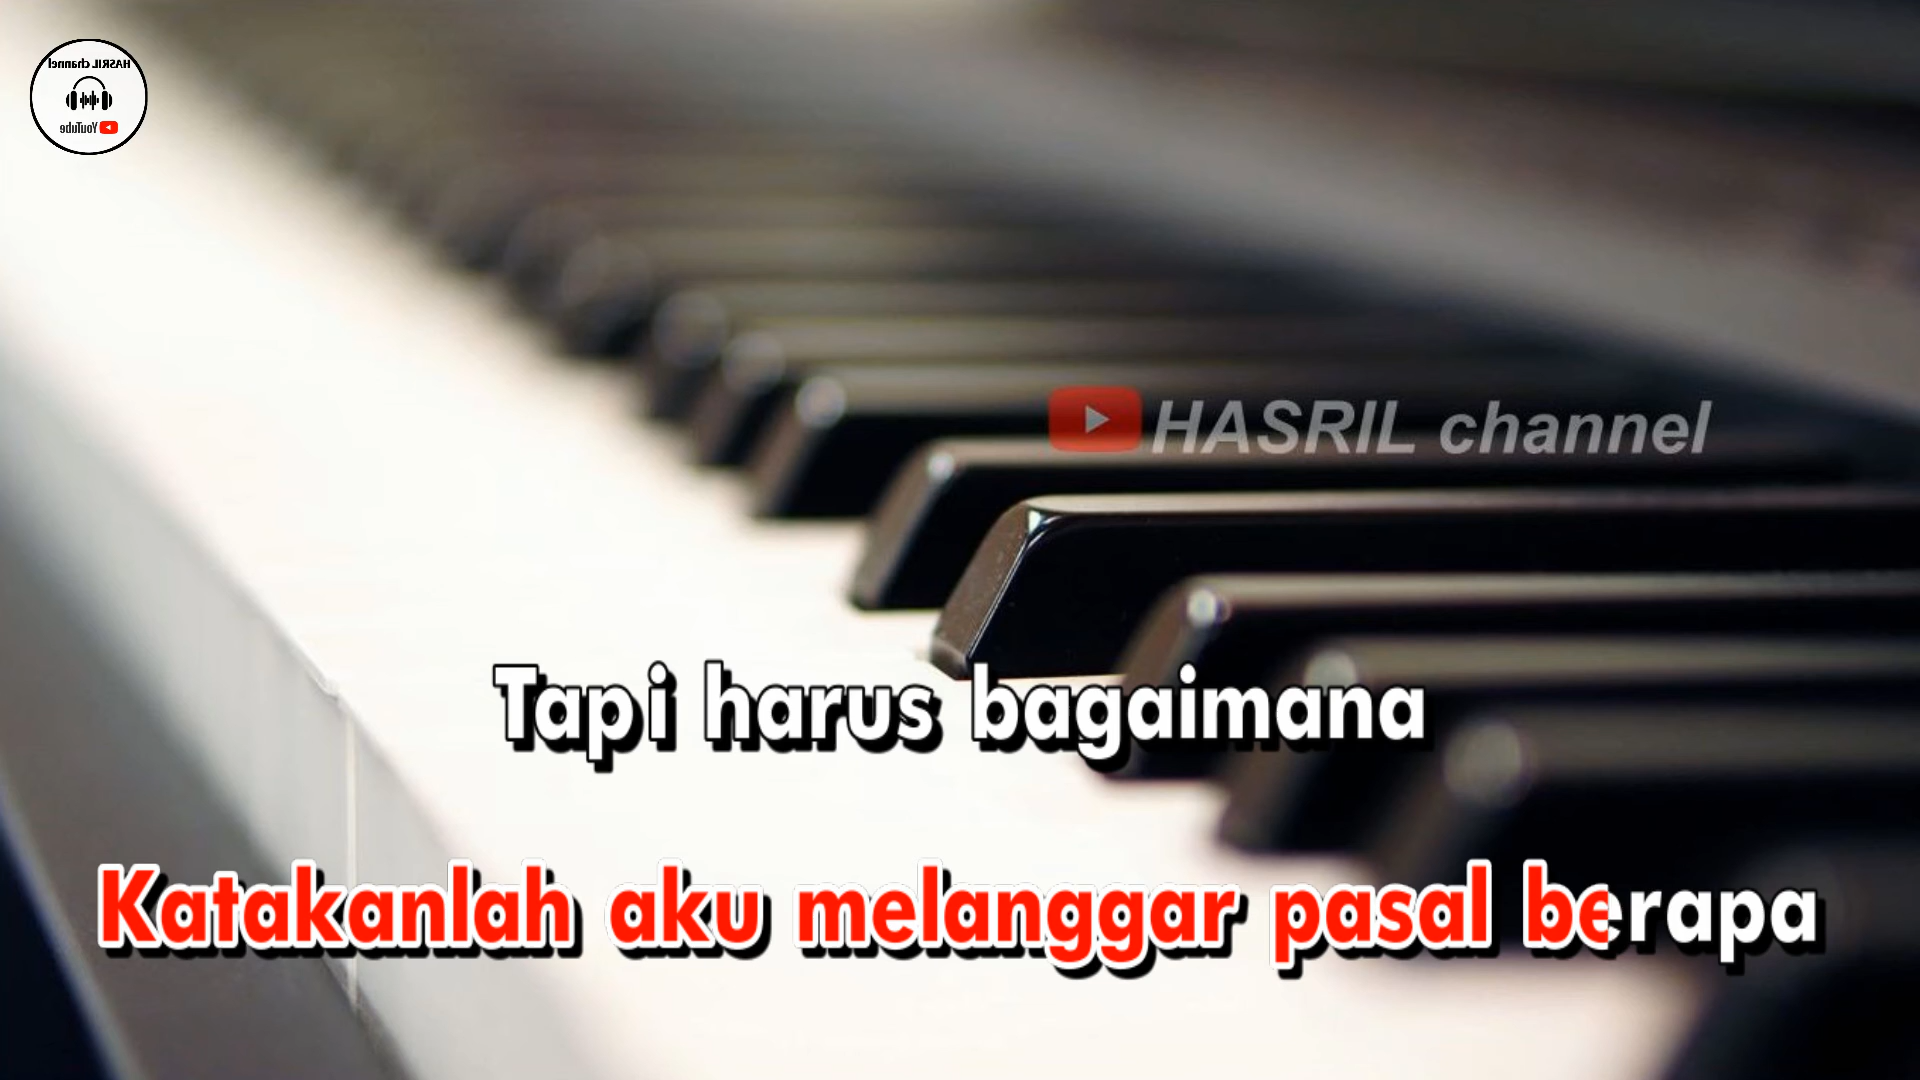 HASRIL channel
YouTube
HASRIL channel
Tapi harus bagaimana
Katakanlah aku melanggar pasal berapa